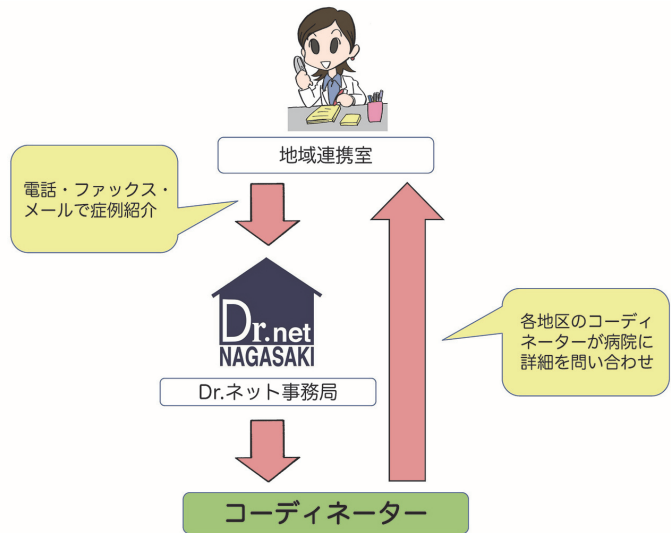 地域連携室
電話・ファックス・
メールで症例紹介
Dr.net
NAGASAKI
各地区のコーディ
ネーターが病院に
詳細を問い合わせ
Dr.ネット事務局
コーディネーター